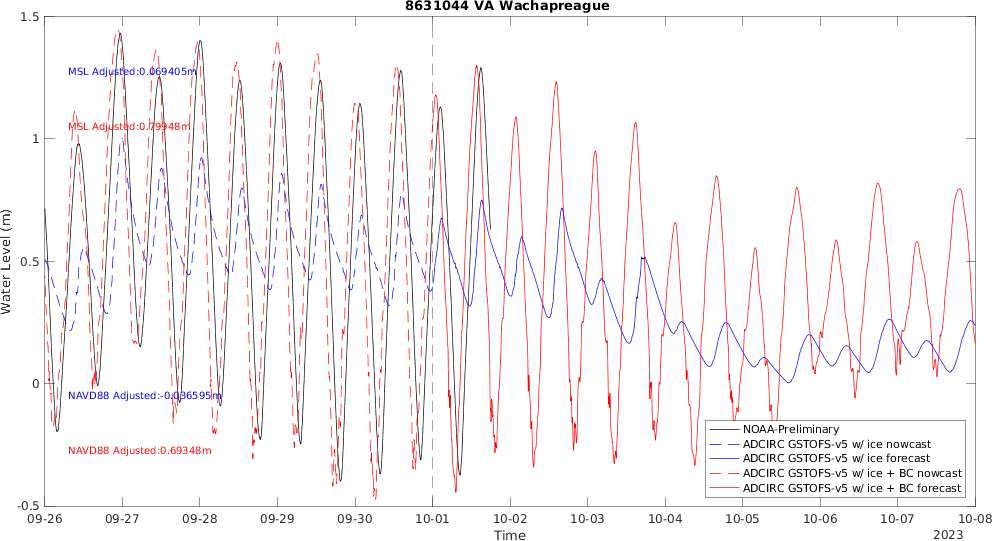 8631044 VA Wachapreague
1.5
MSL Adjusted:0.069405m
MSL Adjusted:0.79948m
1
0.5
0
-0.5
Water Level (m)
NAVD88 Adjusted:-0.036595m
NAVD88 Adjusted:0.69348m
NOAA-Preliminary
ADCIRC GSTOFS-v5 w/ ice nowcast
ADCIRC GSTOFS-v5 w/ ice forecast
ADCIRC GSTOFS-v5 w/ ice + BC nowcast
ADCIRC GSTOFS-v5 w/ ice + BC forecast
09-26 09-27 09-28 09-29 09-30 10-01 10-02 10-03 10-04 10-05 10-06 10-07 10-08
Time
2023